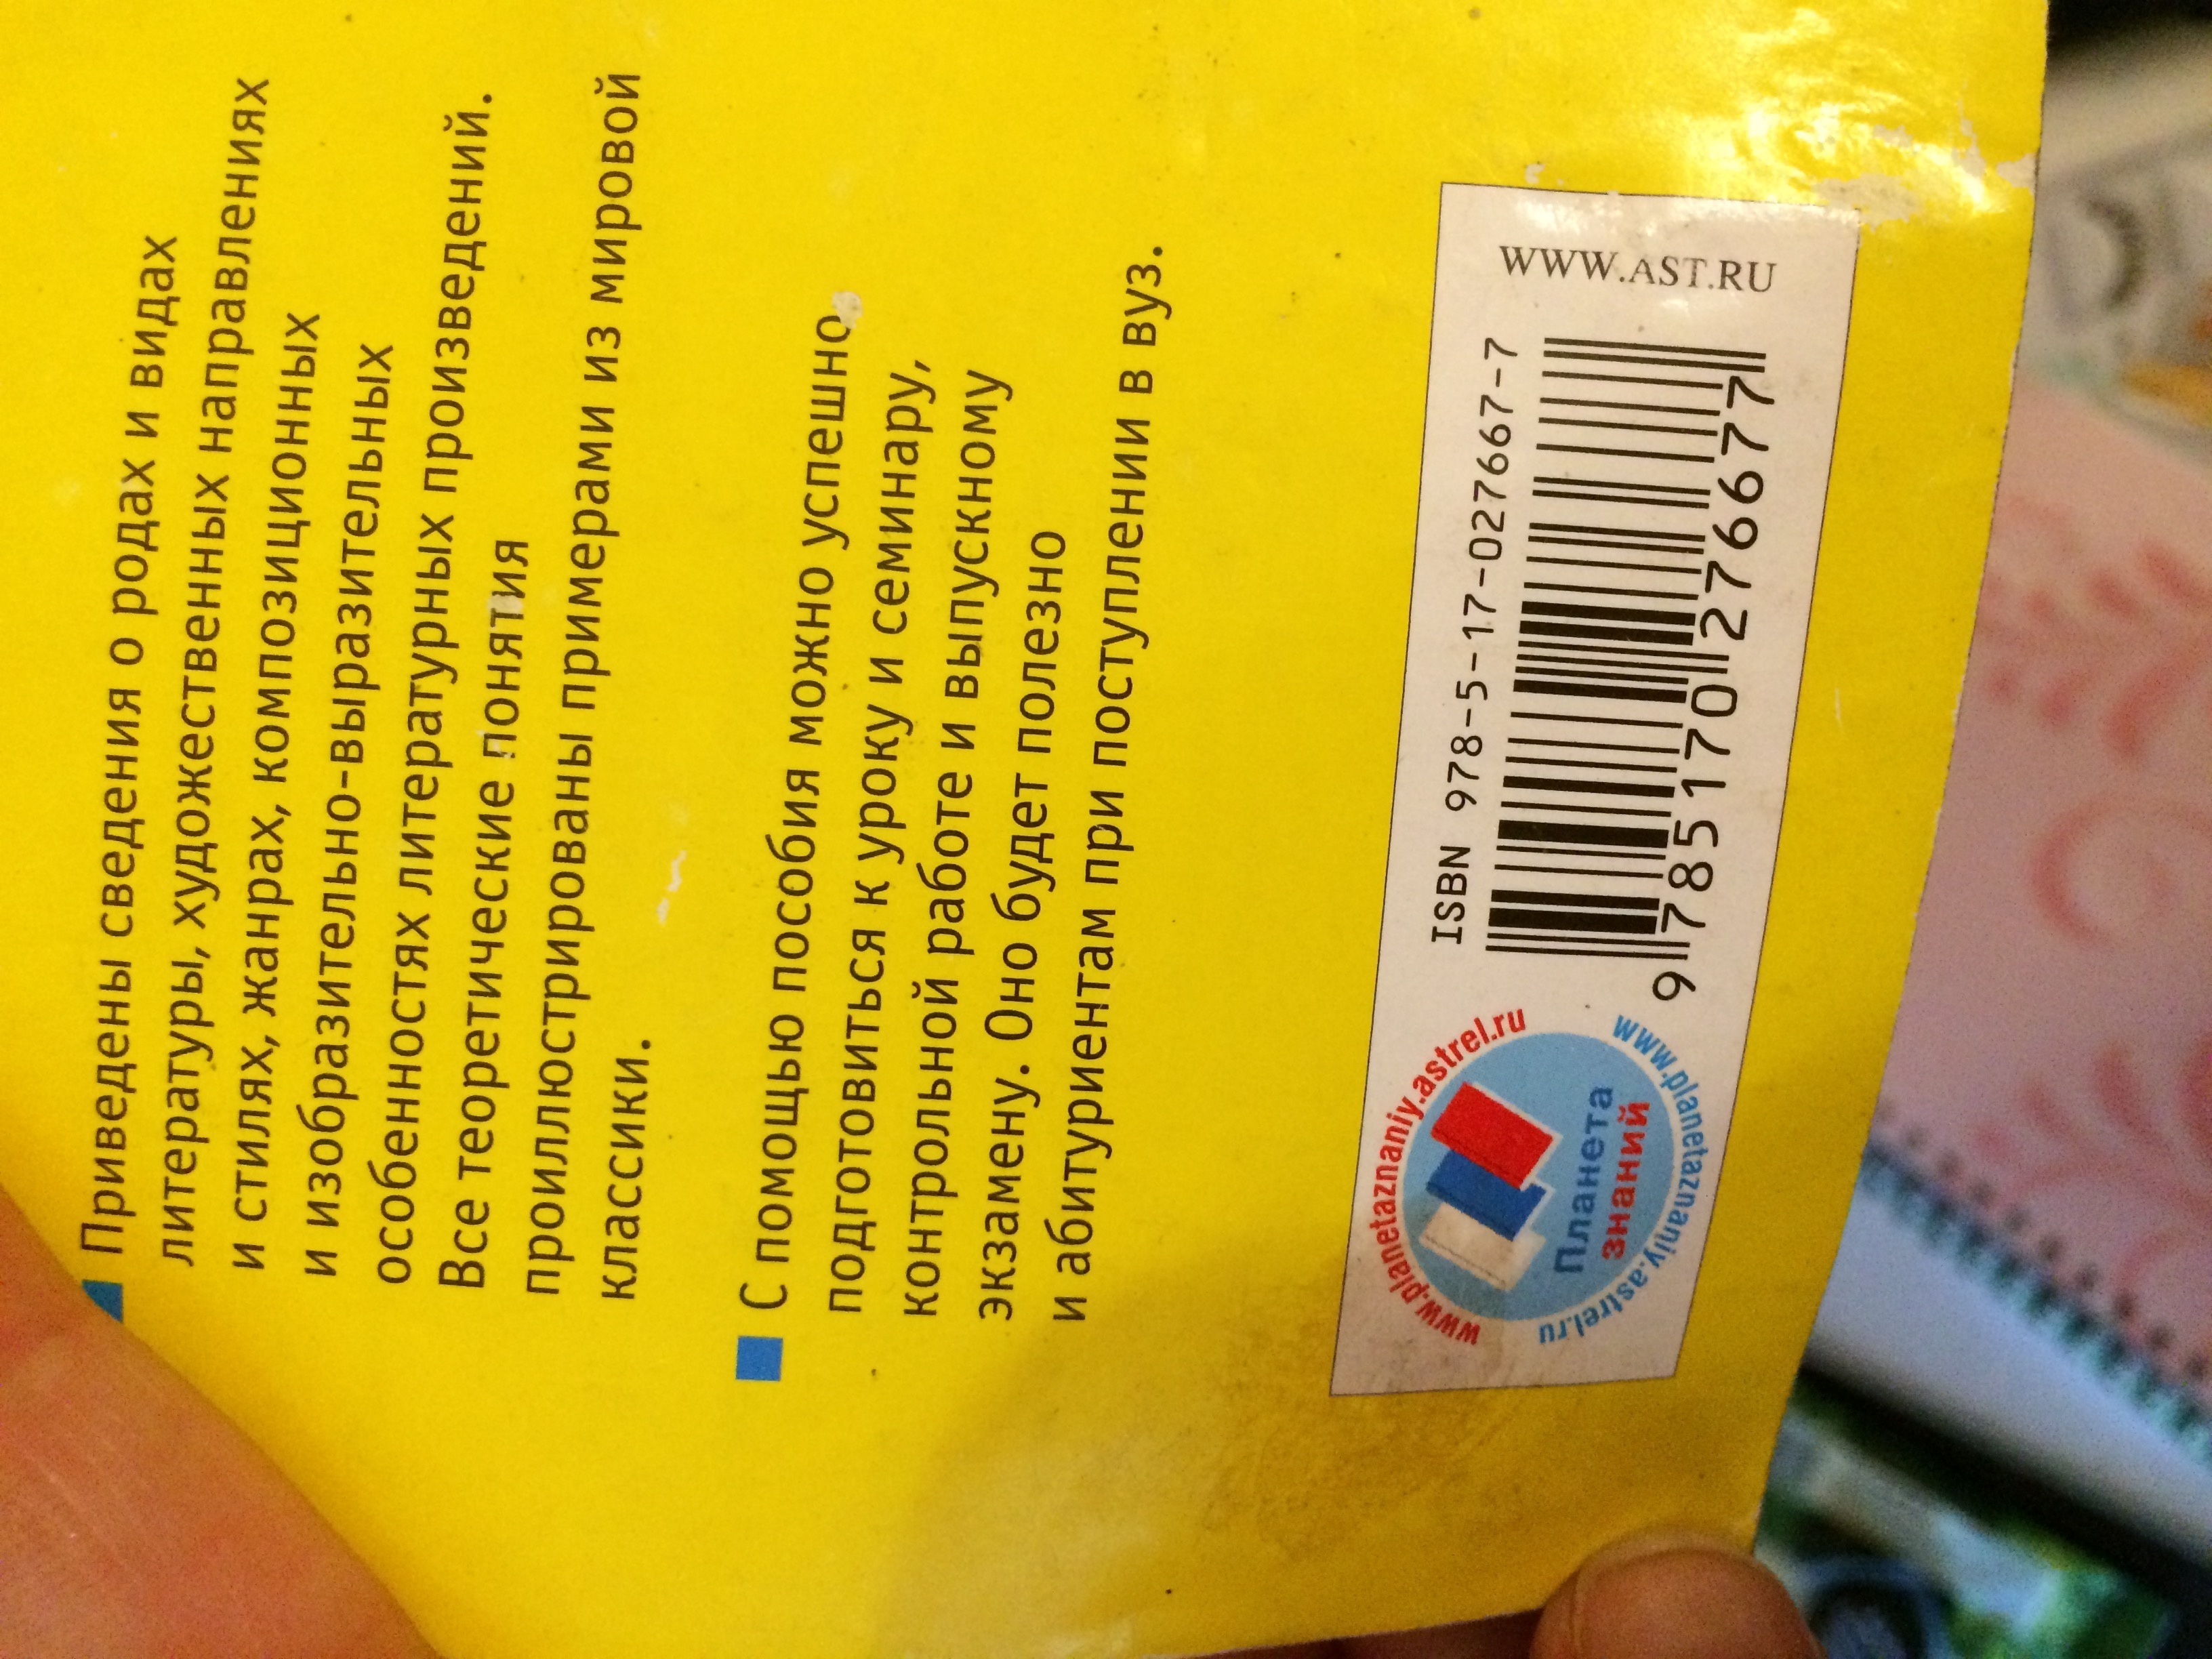 Приведены сведения о родах и видах
литературы, художественных направлениях
и стилях, жанрах, композиционных
и изобразительно-выразительных
особенностях литературных произведений.
Все теоретические понятия
проиллюстрированы примерами из мировой
классики.
С помощью пособия можно успешно
подготовиться к уроку и семинару,
контрольной работе и выпускному
экзамену. Оно будет полезно
и абитуриентам при поступлении в вуз.
www.planetaznaniy.astrel.ru
Планета
знаний
www.planetaznaniy.astrel.ru
ISBN 978-5-17-027667-7
9 785170 276677
WWW.AST.RU